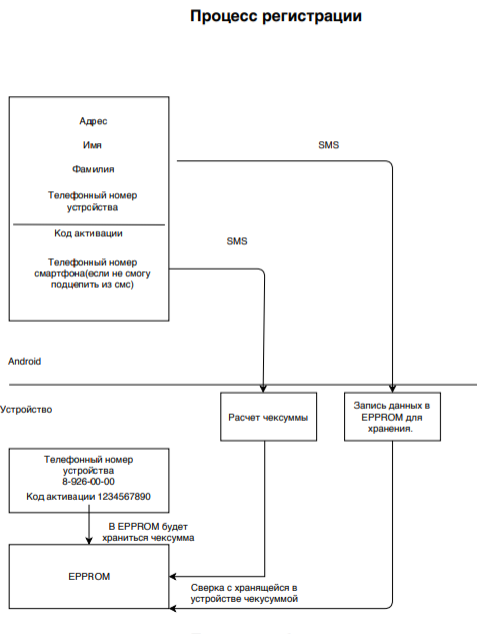 Процесс регистрации
Адрес
Имя
SMS
Фамилия
Телефонный номер
устрсйства
Код активации
SMS
Телефонный номер
смартфона(если не смогу
подцепить из смс)
Android
Устройство
Расчет чексуммы
Запись данных в
EPPROM для
хранения.
Телефонный номер
устройства
8-926-00-00
Код активации 1234567890
В EPPROM будет
храниться чексумма
EPPROM
Сверка с хранящейся в
устройстве чекусуммой